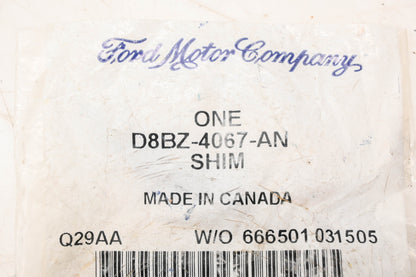 Ford Motor Company
ONE
D8BZ-4067-AN
SHIM
MADE IN CANADA
Q29AA W/O 666501 031505